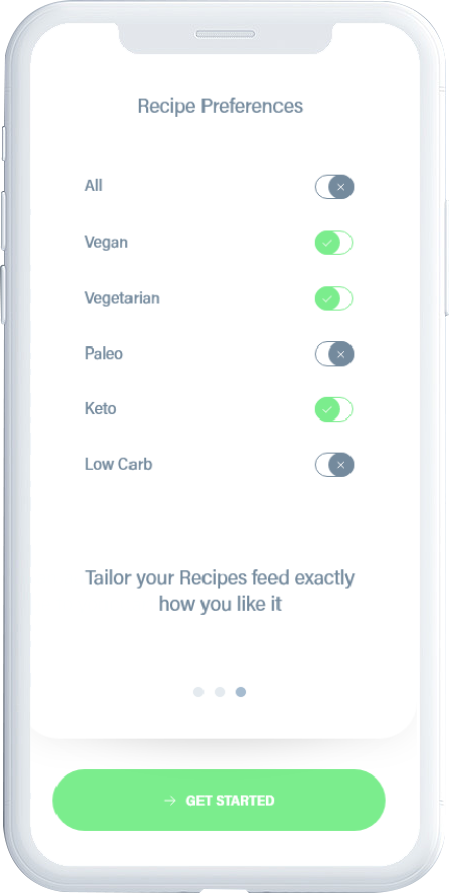 Recipe Preferences
All
Vegan
Vegetarian
Paleo
Keto
Low Carb
Tailor your Recipes feed exactly
how you like it
GET STARTED